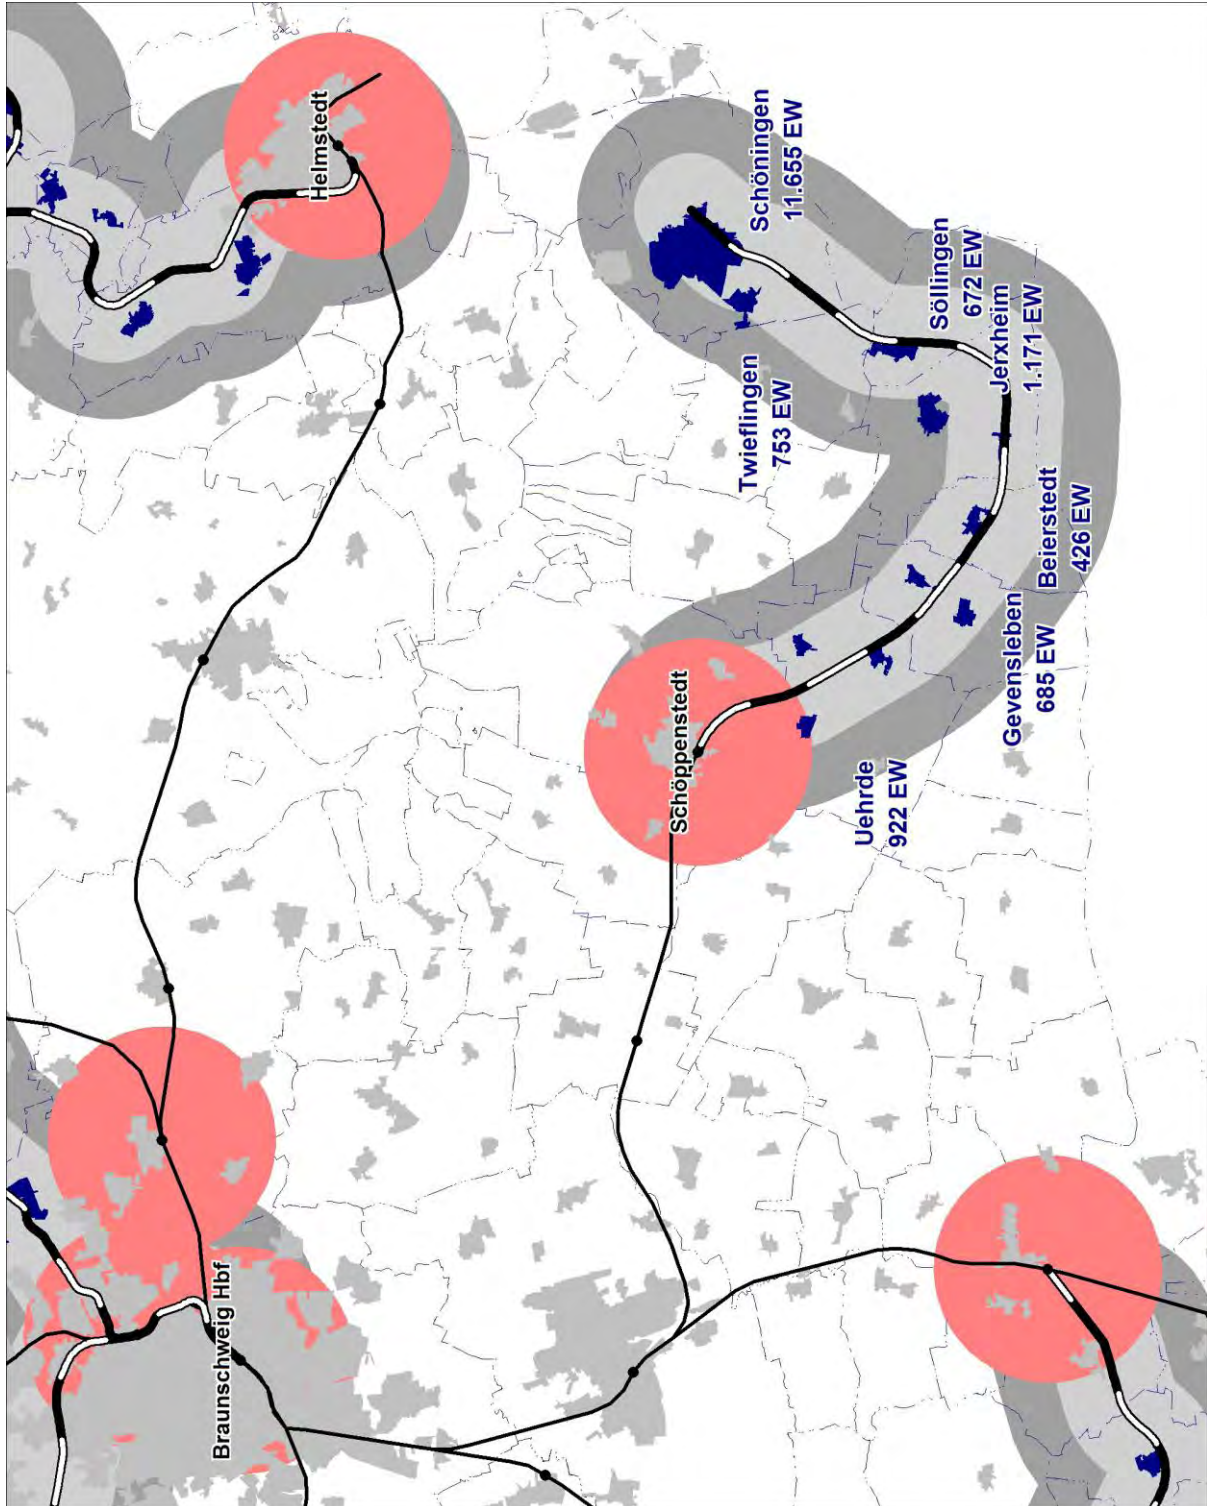 Helmstedt
Schöningen
11.655 EW
Söllingen
672 EW
Jerxheim
1.171 EW
Twieflingen
753 EW
Beierstedt
426 EW
Gevensleben
685 EW
Schöppenstedt
Uehrde
922 EW
Braunschweig Hbf